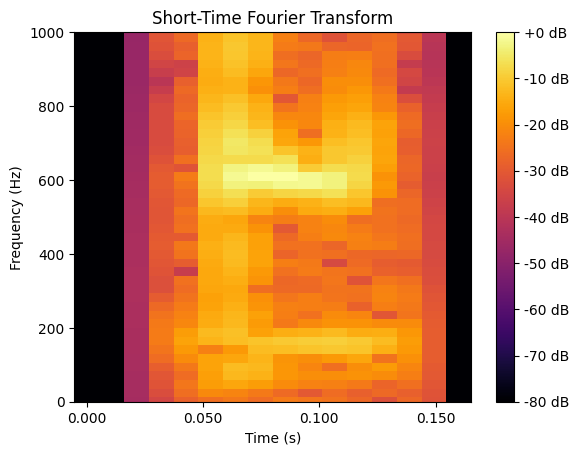 Short-Time Fourier Transform
1000
800
600
400
200
0
Frequency (Hz)
0.000
0.050
0.100
0.150
Time (s)
+0 dB
-10 dB
-20 dB
-30 dB
-40 dB
-50 dB
-60 dB
-70 dB
-80 dB